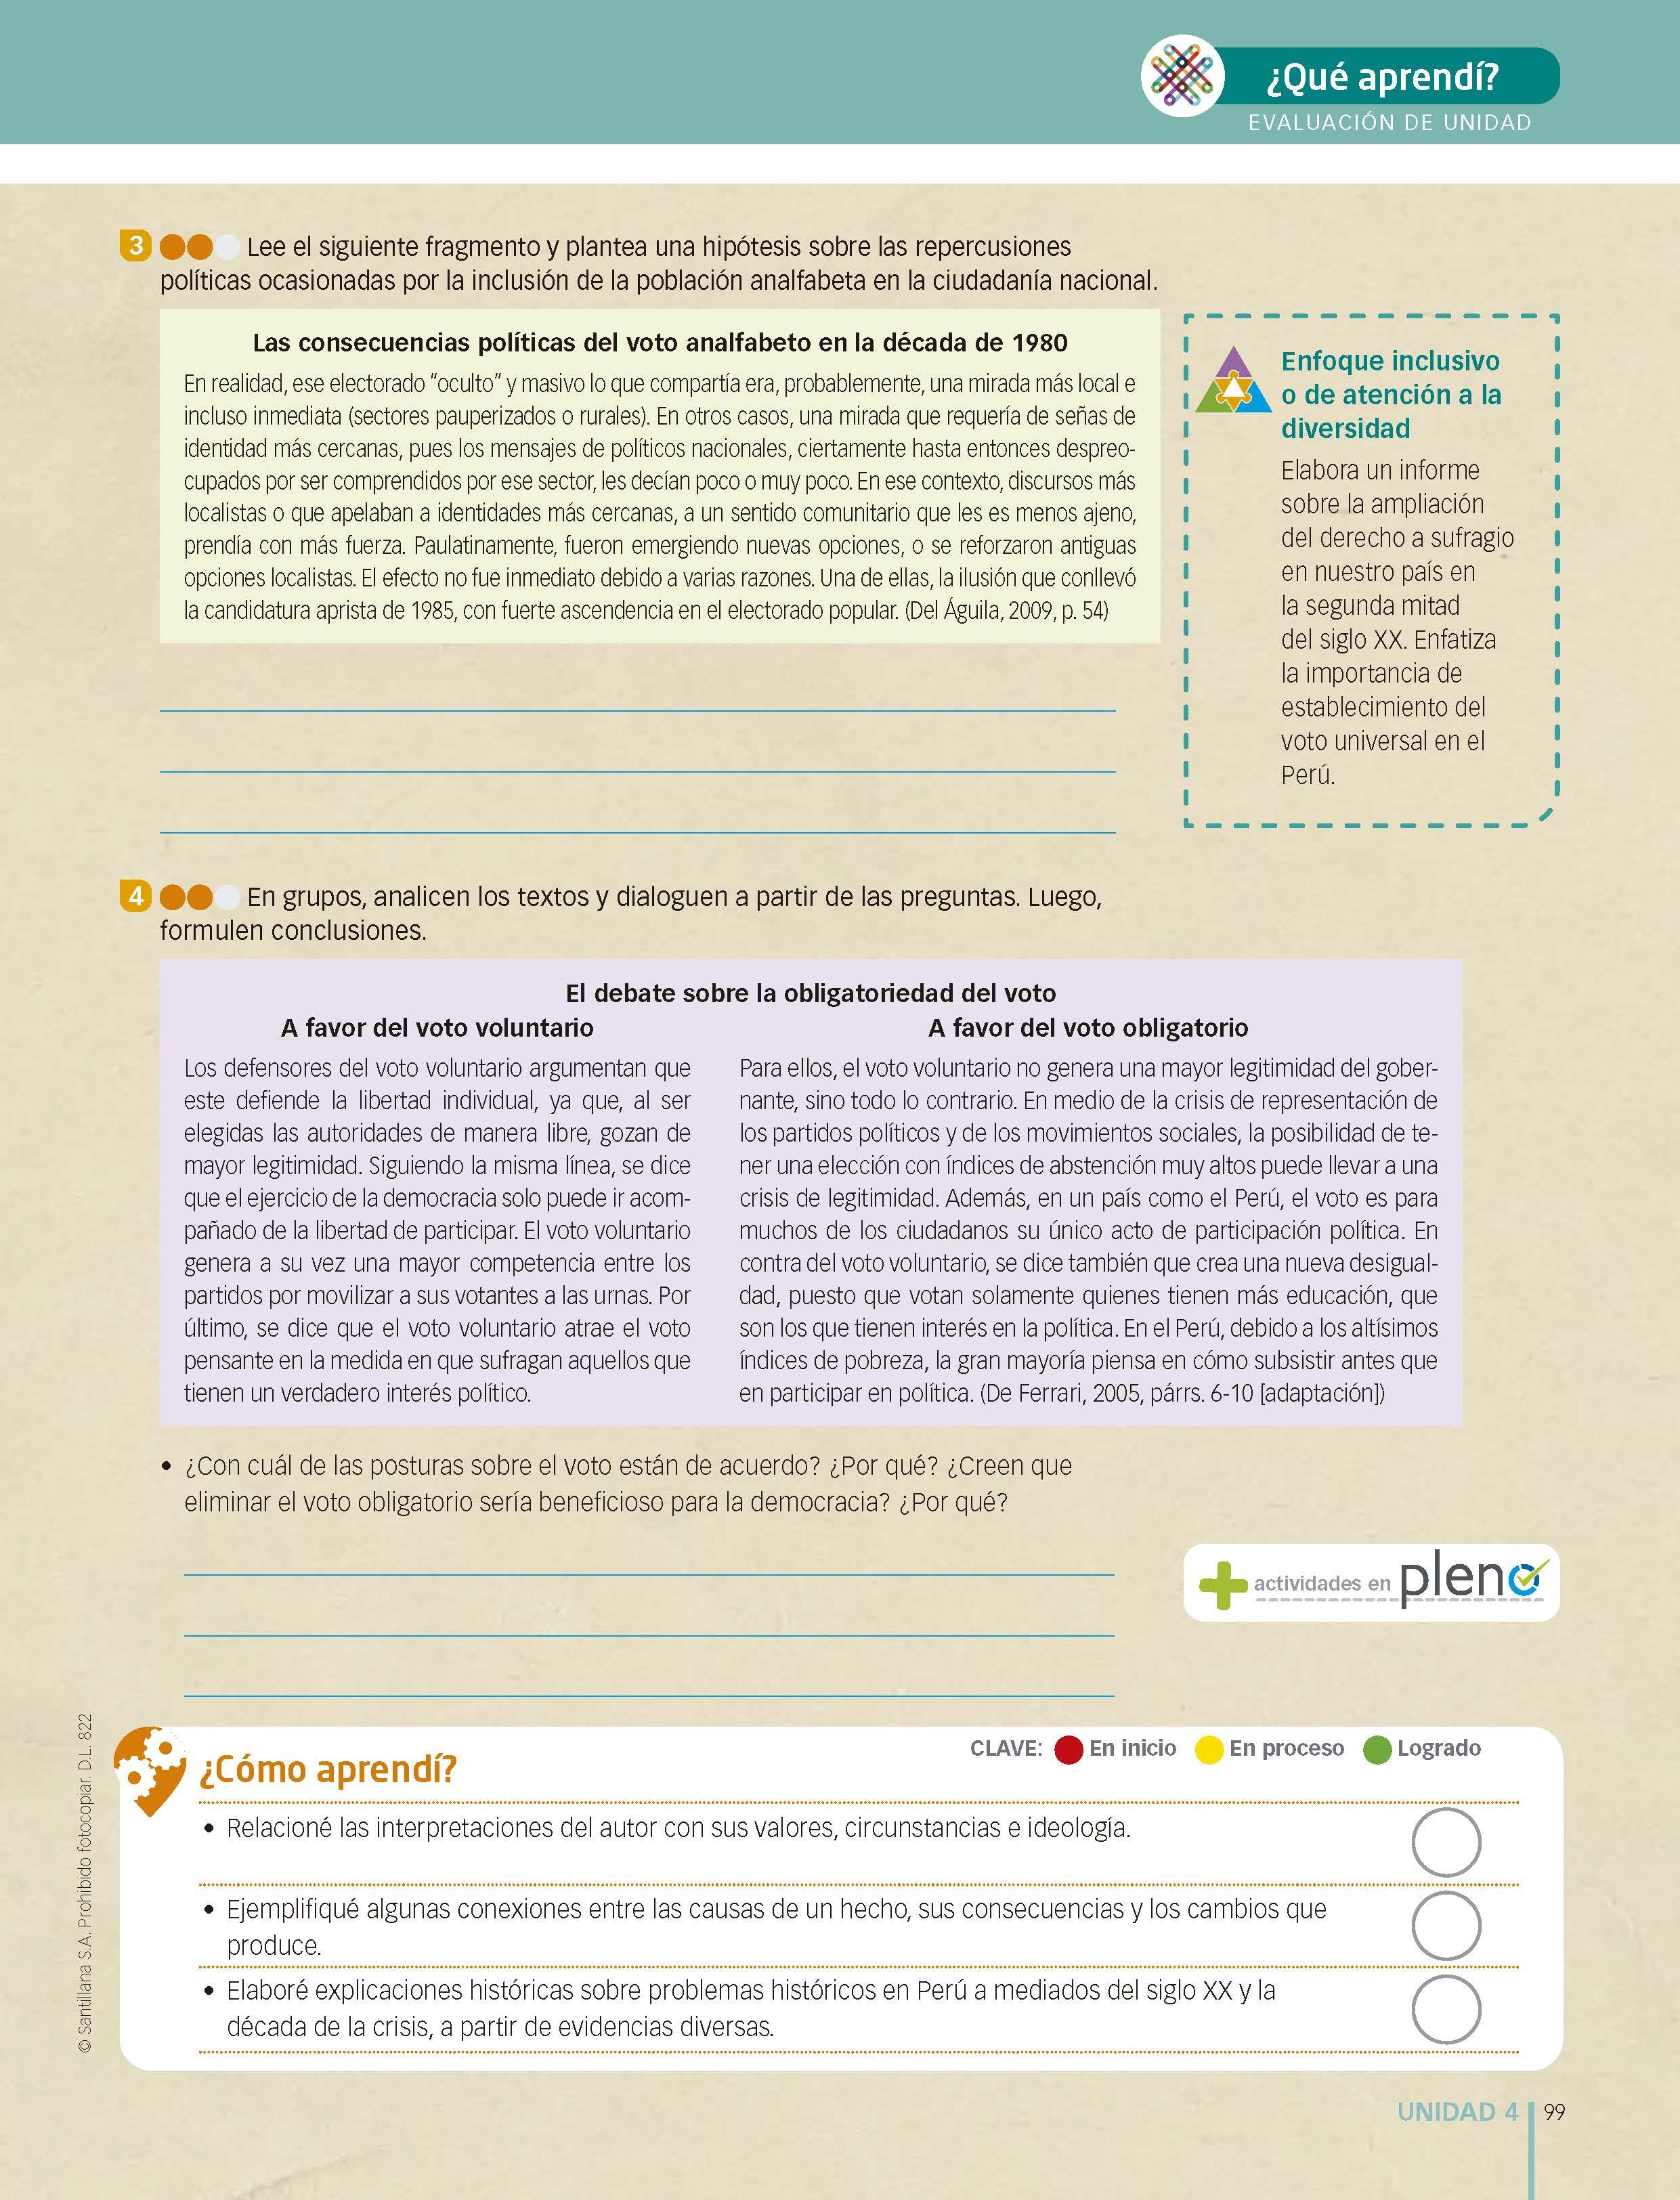 ¿Qué aprendí?
EVALUACIÓN DE UNIDAD
3 Lee el siguiente fragmento y plantea una hipótesis sobre las repercusiones
políticas ocasionadas por la inclusión de la población analfabeta en la ciudadanía nacional.
Las consecuencias políticas del voto analfabeto en la década de 1980
En realidad, ese electorado “oculto” y masivo lo que compartía era, probablemente, una mirada más local e
incluso inmediata (sectores pauperizados o rurales). En otros casos, una mirada que requería de señas de
identidad más cercanas, pues los mensajes de políticos nacionales, ciertamente hasta entonces despreo-
cupados por ser comprendidos por ese sector, les decían poco o muy poco. En ese contexto, discursos más
localistas o que apelaban a identidades más cercanas, a un sentido comunitario que les es menos ajeno,
prendía con más fuerza. Paulatinamente, fueron emergiendo nuevas opciones, o se reforzaron antiguas
opciones localistas. El efecto no fue inmediato debido a varias razones. Una de ellas, la ilusión que conllevó
la candidatura aprista de 1985, con fuerte ascendencia en el electorado popular. (Del Águila, 2009, p. 54)
Enfoque inclusivo
o de atención a la
diversidad
Elabora un informe
sobre la ampliación
del derecho a sufragio
en nuestro país en
la segunda mitad
del siglo XX. Enfatiza
la importancia de
establecimiento del
voto universal en el
Perú.
4 En grupos, analicen los textos y dialoguen a partir de las preguntas. Luego,
formulen conclusiones.
El debate sobre la obligatoriedad del voto
A favor del voto voluntario
Los defensores del voto voluntario argumentan que
este defiende la libertad individual, ya que, al ser
elegidas las autoridades de manera libre, gozan de
mayor legitimidad. Siguiendo la misma línea, se dice
que el ejercicio de la democracia solo puede ir acom-
pañado de la libertad de participar. El voto voluntario
genera a su vez una mayor competencia entre los
partidos por movilizar a sus votantes a las urnas. Por
último, se dice que el voto voluntario atrae el voto
pensante en la medida en que sufragan aquellos que
tienen un verdadero interés político.
A favor del voto obligatorio
Para ellos, el voto voluntario no genera una mayor legitimidad del gober-
nante, sino todo lo contrario. En medio de la crisis de representación de
los partidos políticos y de los movimientos sociales, la posibilidad de te-
ner una elección con índices de abstención muy altos puede llevar a una
crisis de legitimidad. Además, en un país como el Perú, el voto es para
muchos de los ciudadanos su único acto de participación política. En
contra del voto voluntario, se dice también que crea una nueva desigual-
dad, puesto que votan solamente quienes tienen más educación, que
son los que tienen interés en la política. En el Perú, debido a los altísimos
índices de pobreza, la gran mayoría piensa en cómo subsistir antes que
en participar en política. (De Ferrari, 2005, párrs. 6-10 [adaptación])
• ¿Con cuál de las posturas sobre el voto están de acuerdo? ¿Por qué? ¿Creen que
eliminar el voto obligatorio sería beneficioso para la democracia? ¿Por qué?
actividades en pleno
¿Cómo aprendí?
CLAVE: En inicio En proceso Logrado
• Relacioné las interpretaciones del autor con sus valores, circunstancias e ideología.
• Ejemplifiqué algunas conexiones entre las causas de un hecho, sus consecuencias y los cambios que
produce.
• Elaboré explicaciones históricas sobre problemas históricos en Perú a mediados del siglo XX y la
década de la crisis, a partir de evidencias diversas.
© Santillana S.A. Prohibido fotocopiar. D.L. 822
UNIDAD 4 99